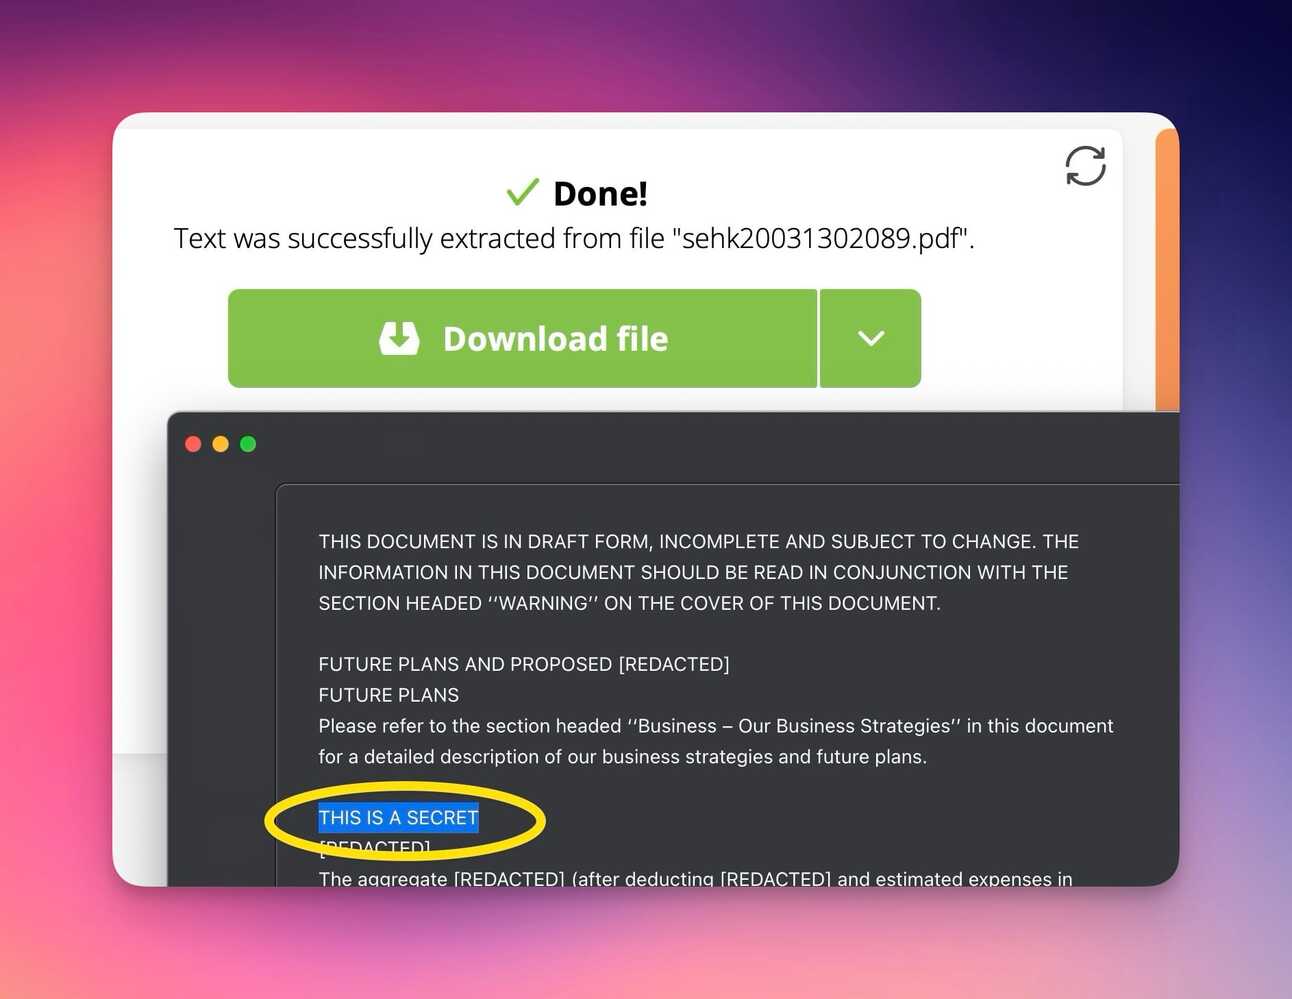 Done!
Text was successfully extracted from file "sehk20031302089.pdf".
Download file
THIS DOCUMENT IS IN DRAFT FORM, INCOMPLETE AND SUBJECT TO CHANGE. THE
INFORMATION IN THIS DOCUMENT SHOULD BE READ IN CONJUNCTION WITH THE
SECTION HEADED ‘‘WARNING’’ ON THE COVER OF THIS DOCUMENT.
FUTURE PLANS AND PROPOSED [REDACTED]
FUTURE PLANS
Please refer to the section headed ‘‘Business – Our Business Strategies’’ in this document
for a detailed description of our business strategies and future plans.
THIS IS A SECRET
[REDACTED]
The aggregate [REDACTED] (after deducting [REDACTED] and estimated expenses in